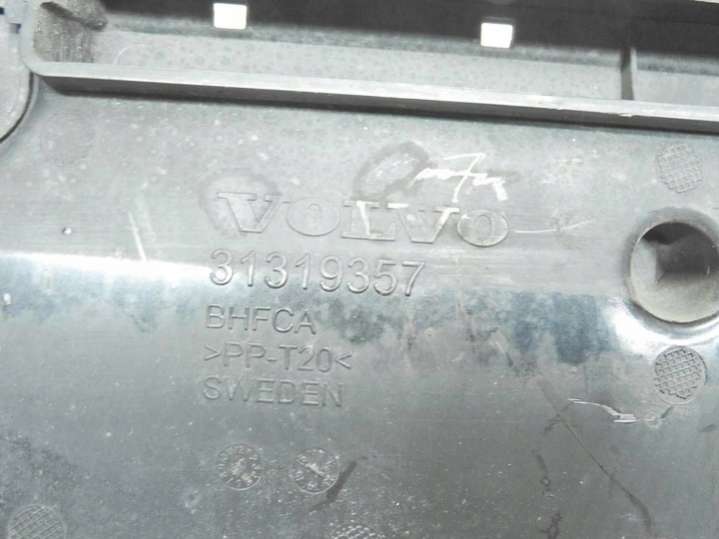 VOLVO
31319357
BHFCA
>PP-T20<
SWEDEN